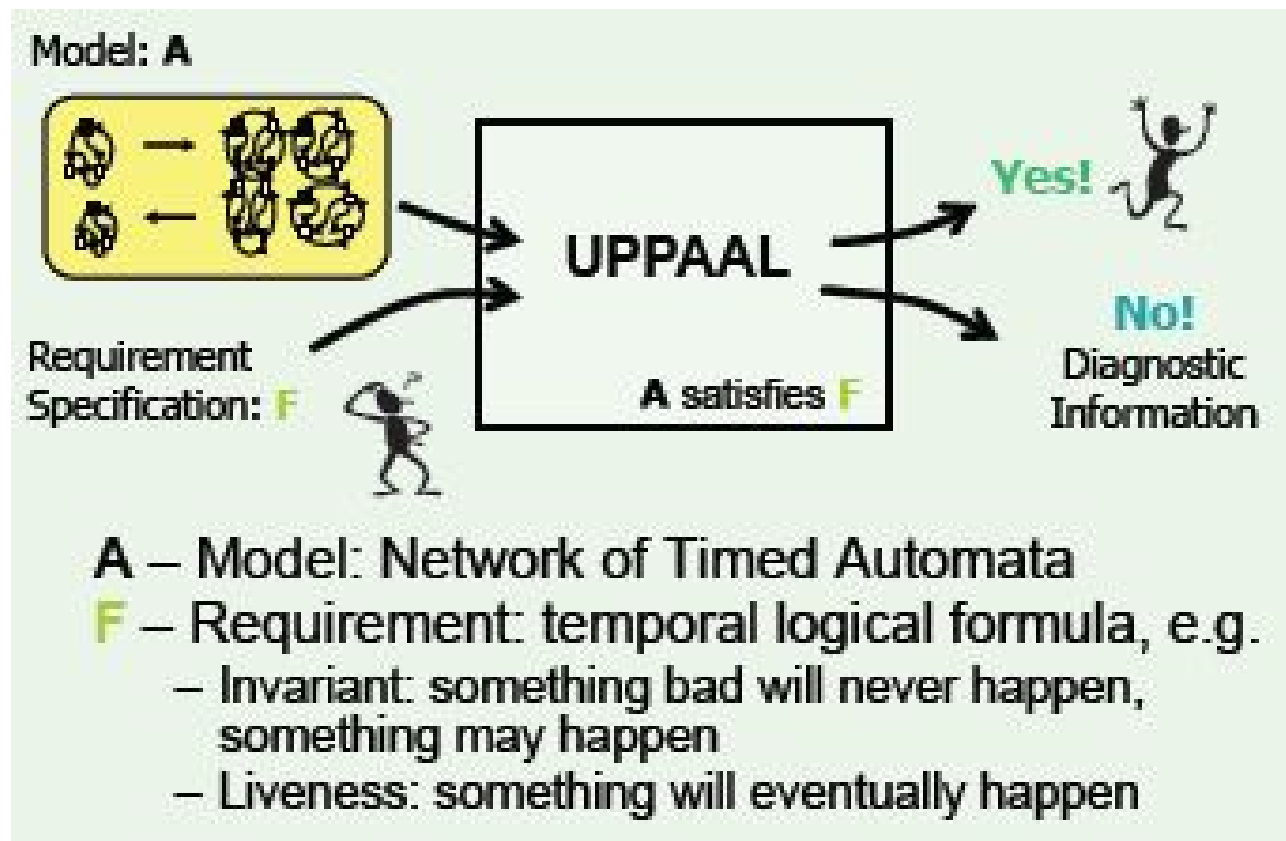 Model: A
Yes!
UPPAAL
No!
Requirement
Specification: F
Diagnostic
Information
A satisfies F
A – Model: Network of Timed Automata
F – Requirement: temporal logical formula, e.g.
– Invariant: something bad will never happen,
something may happen
– Liveness: something will eventually happen